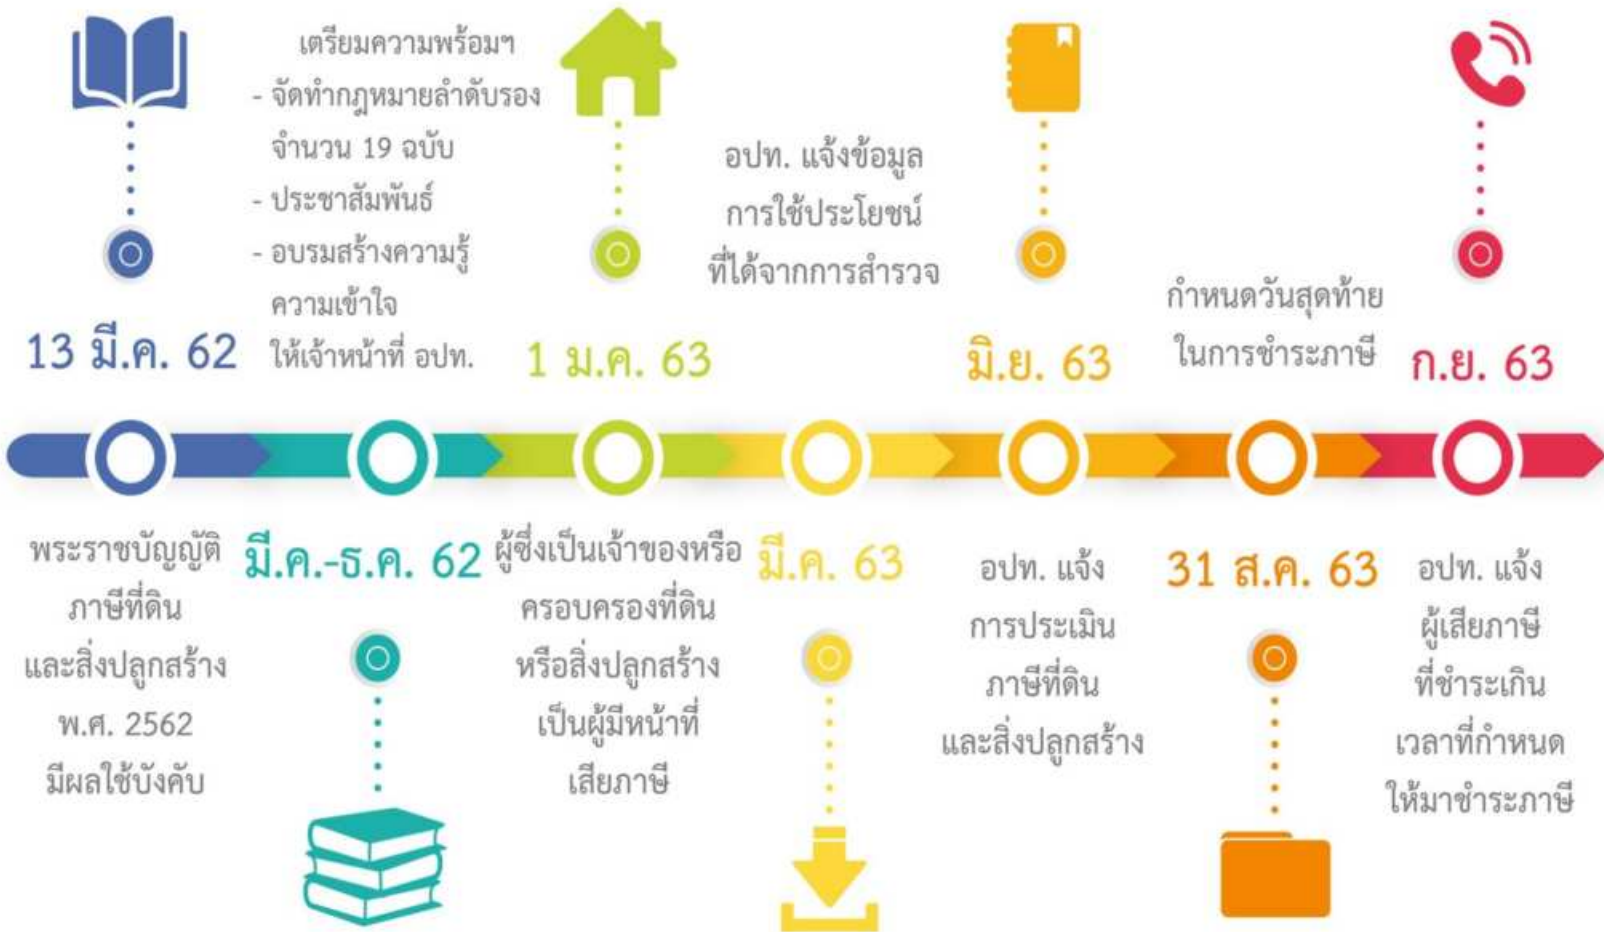 13 มี.ค. 62
พระราชบัญญัติ
ภาษีที่ดิน
และสิ่งปลูกสร้าง
พ.ศ. 2562
มีผลใช้บังคับ
เตรียมความพร้อมฯ
- จัดทำกฎหมายลำดับรอง
จำนวน 19 ฉบับ
- ประชาสัมพันธ์
- อบรมสร้างความรู้
ความเข้าใจ
ให้เจ้าหน้าที่ อปท.
มี.ค.-ธ.ค. 62
1 ม.ค. 63
ผู้ซึ่งเป็นเจ้าของหรือ
ครอบครองที่ดิน
หรือสิ่งปลูกสร้าง
เป็นผู้มีหน้าที่
เสียภาษี
อปท. แจ้งข้อมูล
การใช้ประโยชน์
ที่ได้จากการสำรวจ
มี.ค. 63
มิ.ย. 63
อปท. แจ้ง
การประเมิน
ภาษีที่ดิน
และสิ่งปลูกสร้าง
กำหนดวันสุดท้าย
ในการชำระภาษี
31 ส.ค. 63
ก.ย. 63
อปท. แจ้ง
ผู้เสียภาษี
ที่ชำระเกิน
เวลาที่กำหนด
ให้มาชำระภาษี